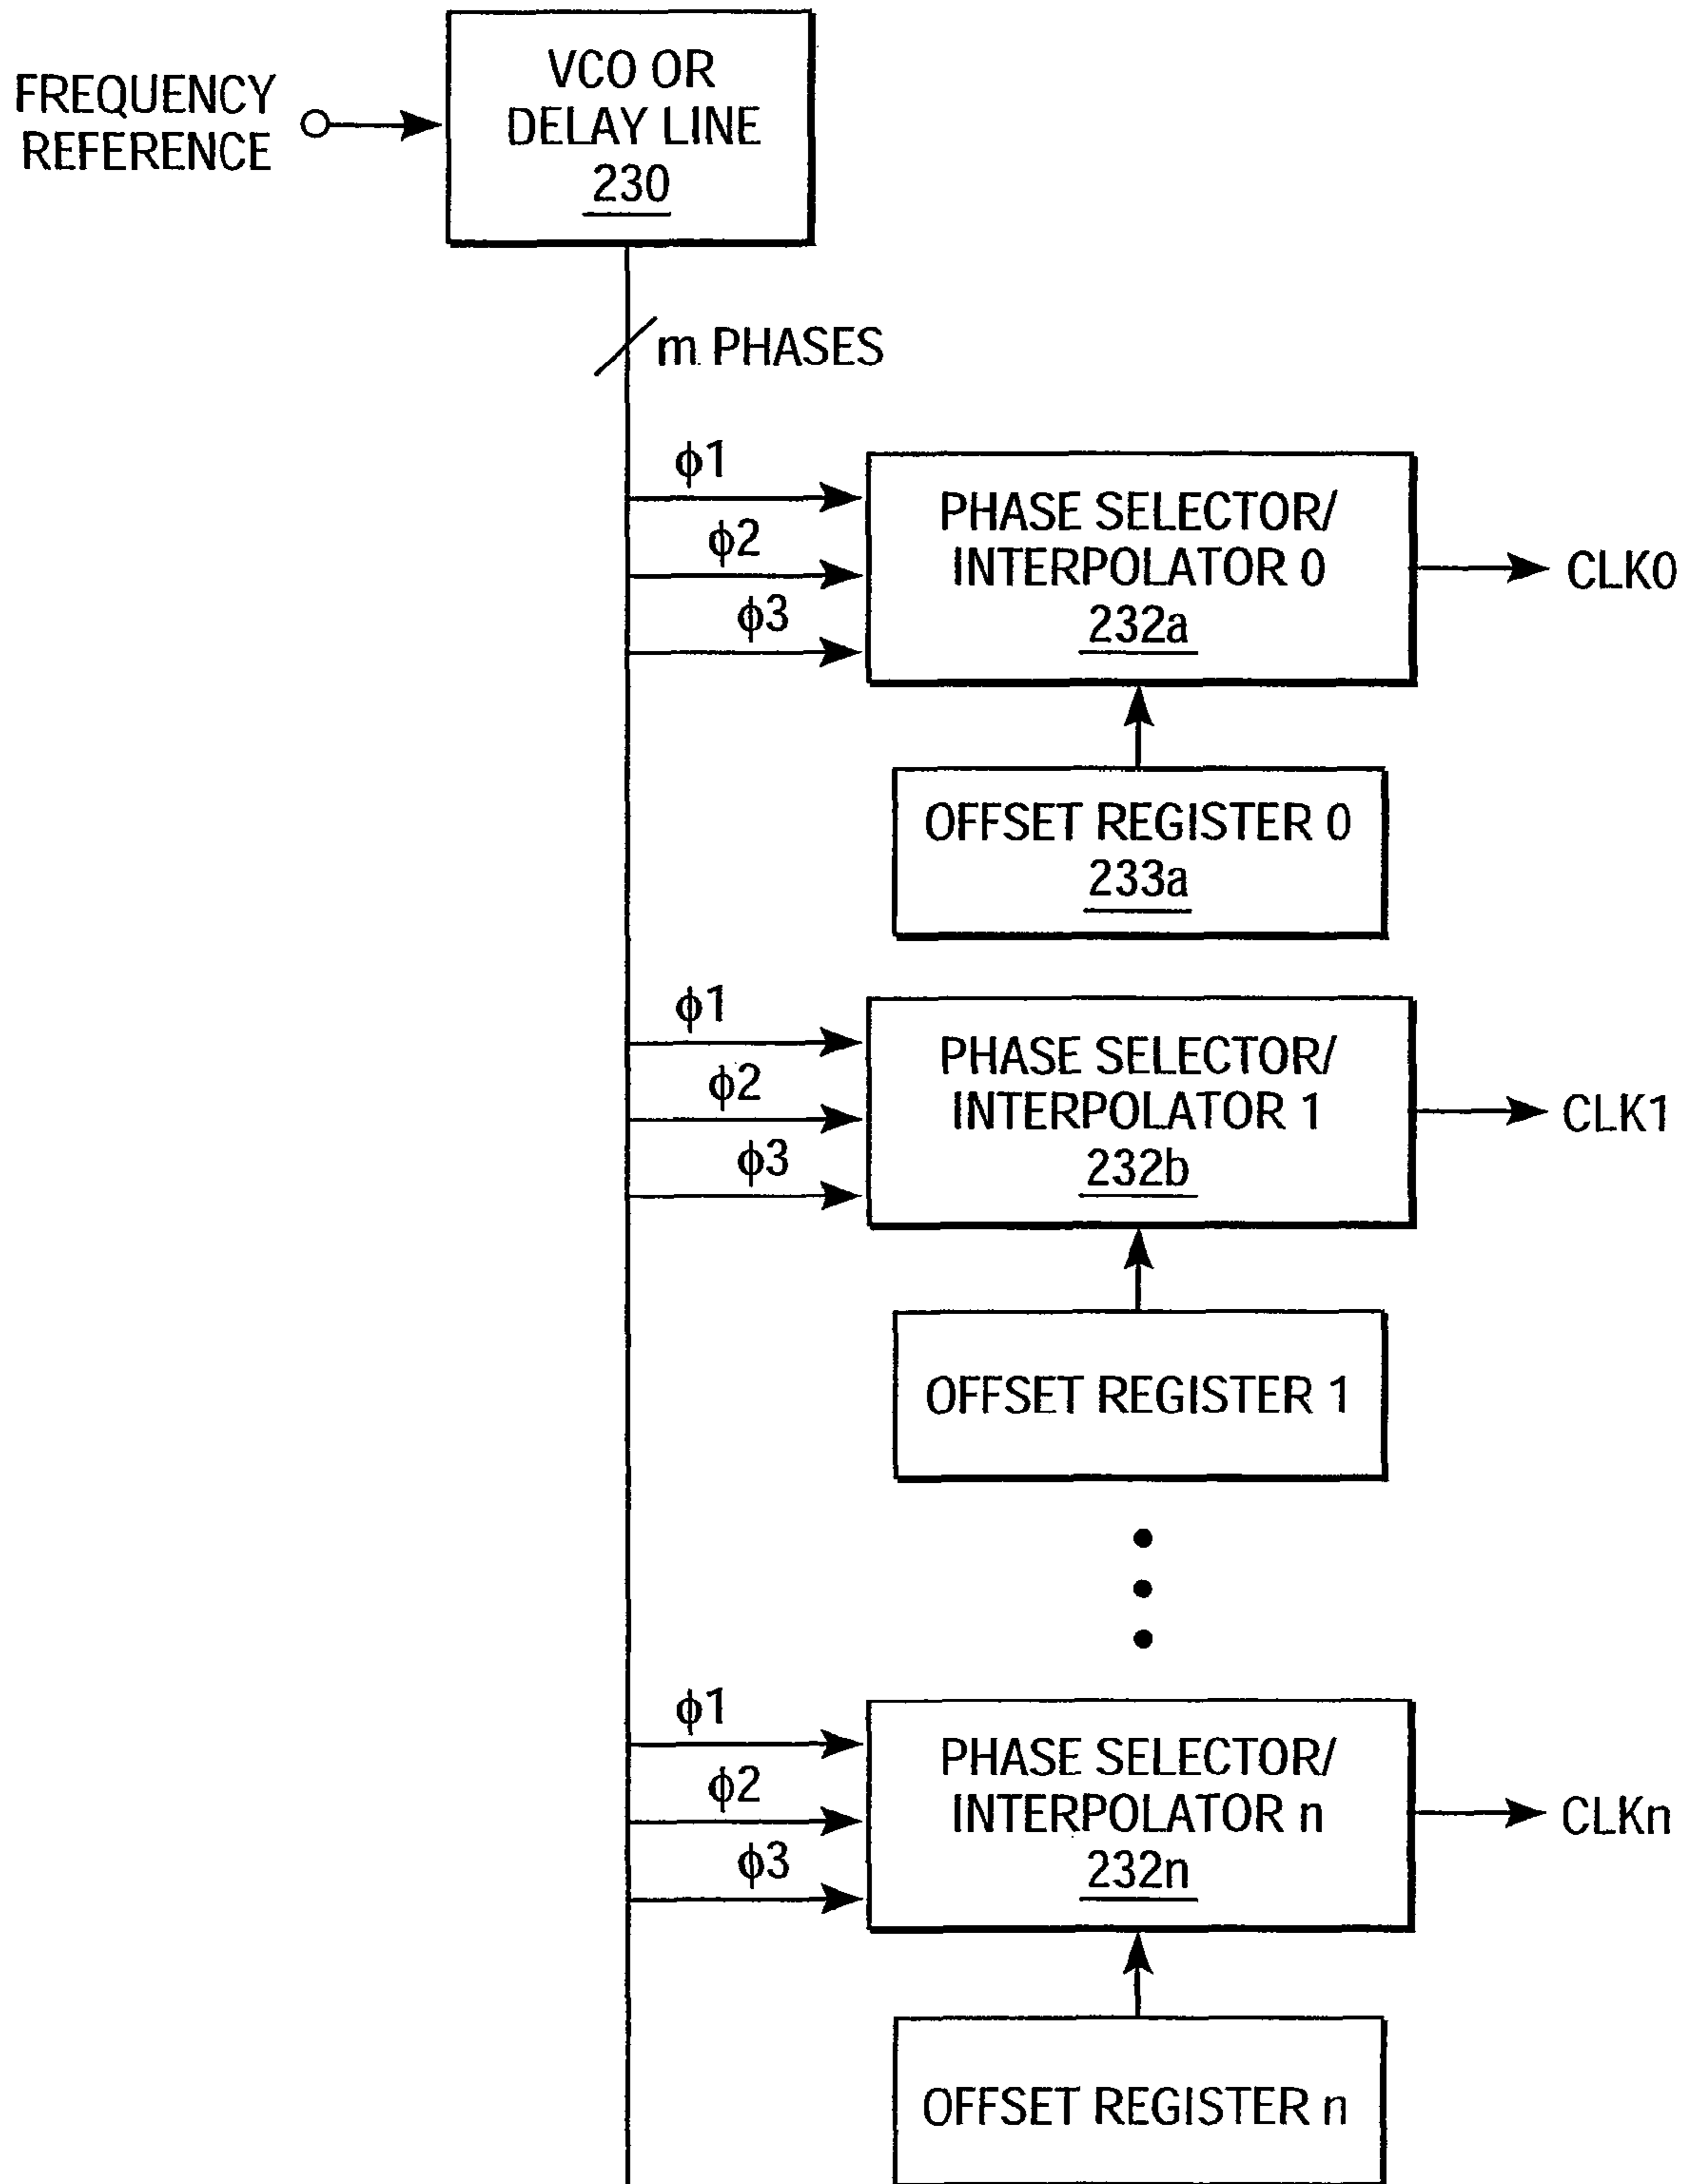 FREQUENCY
REFERENCE
VCO OR
DELAY LINE
230
m PHASES
ϕ1
ϕ2
ϕ3
PHASE SELECTOR/
INTERPOLATOR 0
232a
CLK0
OFFSET REGISTER 0
233a
ϕ1
ϕ2
ϕ3
PHASE SELECTOR/
INTERPOLATOR 1
232b
CLK1
OFFSET REGISTER 1
ϕ1
ϕ2
ϕ3
PHASE SELECTOR/
INTERPOLATOR n
232n
CLKn
OFFSET REGISTER n